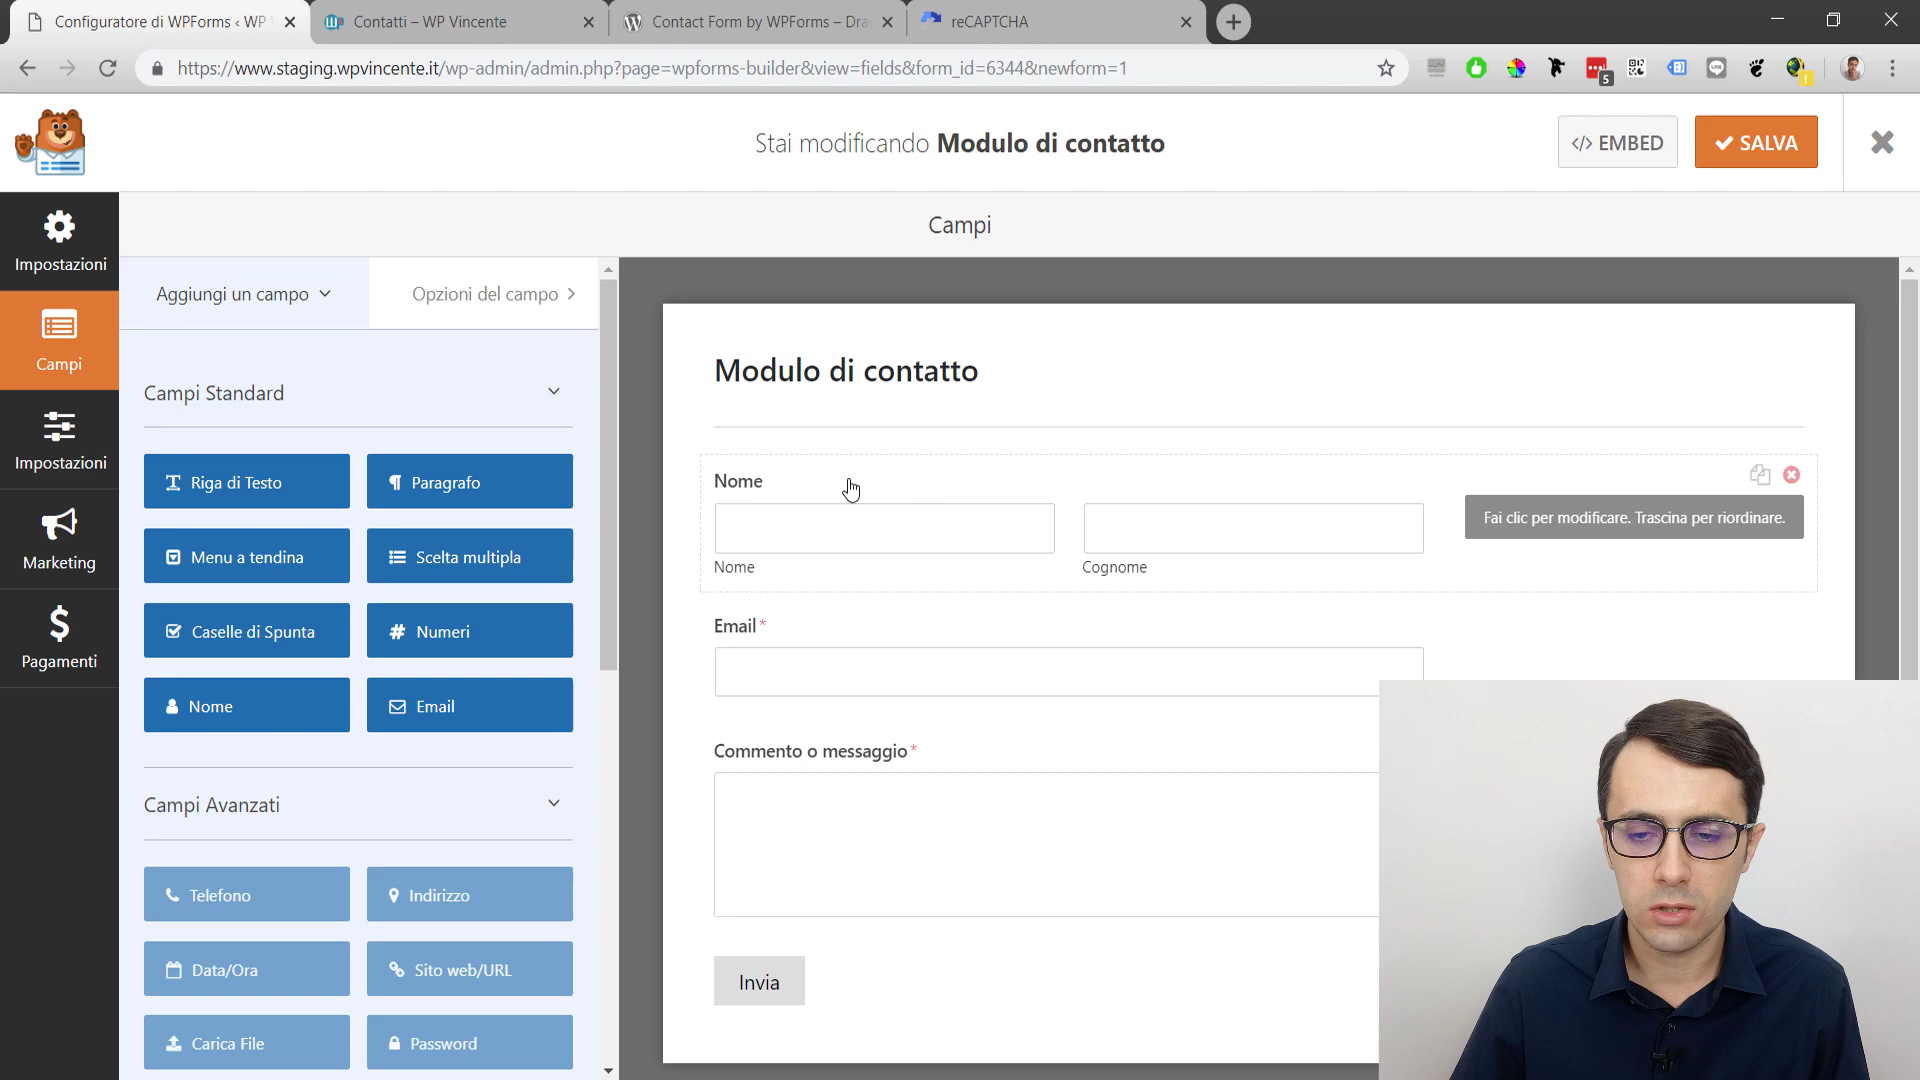 Configuratore di WPForms ‹ WP
Contatti – WP Vincente
Contact Form by WPForms – Dra
reCAPTCHA
https://www.staging.wpvincente.it/wp-admin/admin.php?page=wpforms-builder&view=fields&form_id=6344&newform=1
5
Stai modificando Modulo di contatto
</> EMBED
SALVA
Impostazioni
Campi
Impostazioni
Marketing
Pagamenti
Campi
Aggiungi un campo
Opzioni del campo
Campi Standard
Riga di Testo
Paragrafo
Menu a tendina
Scelta multipla
Caselle di Spunta
Numeri
Nome
Email
Campi Avanzati
Telefono
Indirizzo
Data/Ora
Sito web/URL
Carica File
Password
Modulo di contatto
Nome
Fai clic per modificare. Trascina per riordinare.
Nome
Cognome
Email *
Commento o messaggio *
Invia